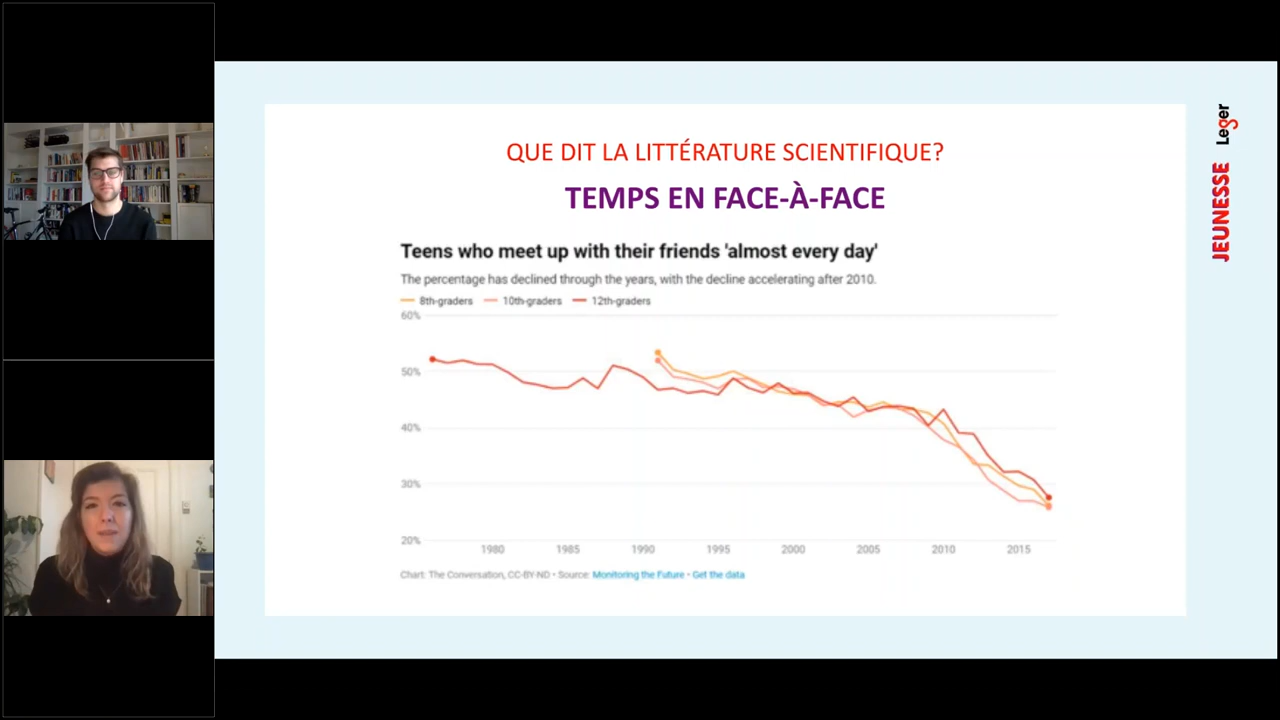 QUE DIT LA LITTÉRATURE SCIENTIFIQUE?
TEMPS EN FACE-À-FACE
Teens who meet up with their friends 'almost every day'
The percentage has declined through the years, with the decline accelerating after 2010.
8th-graders 10th-graders 12th-graders
60%
50%
40%
30%
20%
1980 1985 1990 1995 2000 2005 2010 2015
Chart: The Conversation, CC-BY-ND • Source: Monitoring the Future • Get the data
JEUNESSE Leger